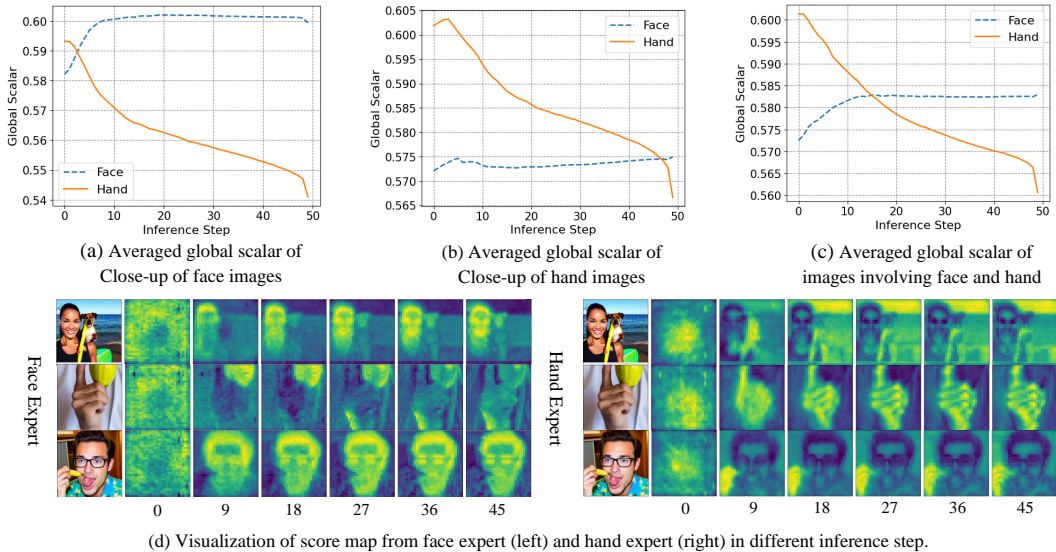 0.60
0.59
0.58
0.57
0.56
0.55
0.54
Global Scalar
Face
Hand
0 10 20 30 40 50
Inference Step
(a) Averaged global scalar of
Close-up of face images
0.605
0.600
0.595
0.590
0.585
0.580
0.575
0.570
0.565
Global Scalar
Face
Hand
0 10 20 30 40 50
Inference Step
(b) Averaged global scalar of
Close-up of hand images
0.600
0.595
0.590
0.585
0.580
0.575
0.570
0.565
0.560
Global Scalar
Face
Hand
0 10 20 30 40 50
Inference Step
(c) Averaged global scalar of
images involving face and hand
Face Expert
0 9 18 27 36 45
Hand Expert
0 9 18 27 36 45
(d) Visualization of score map from face expert (left) and hand expert (right) in different inference step.